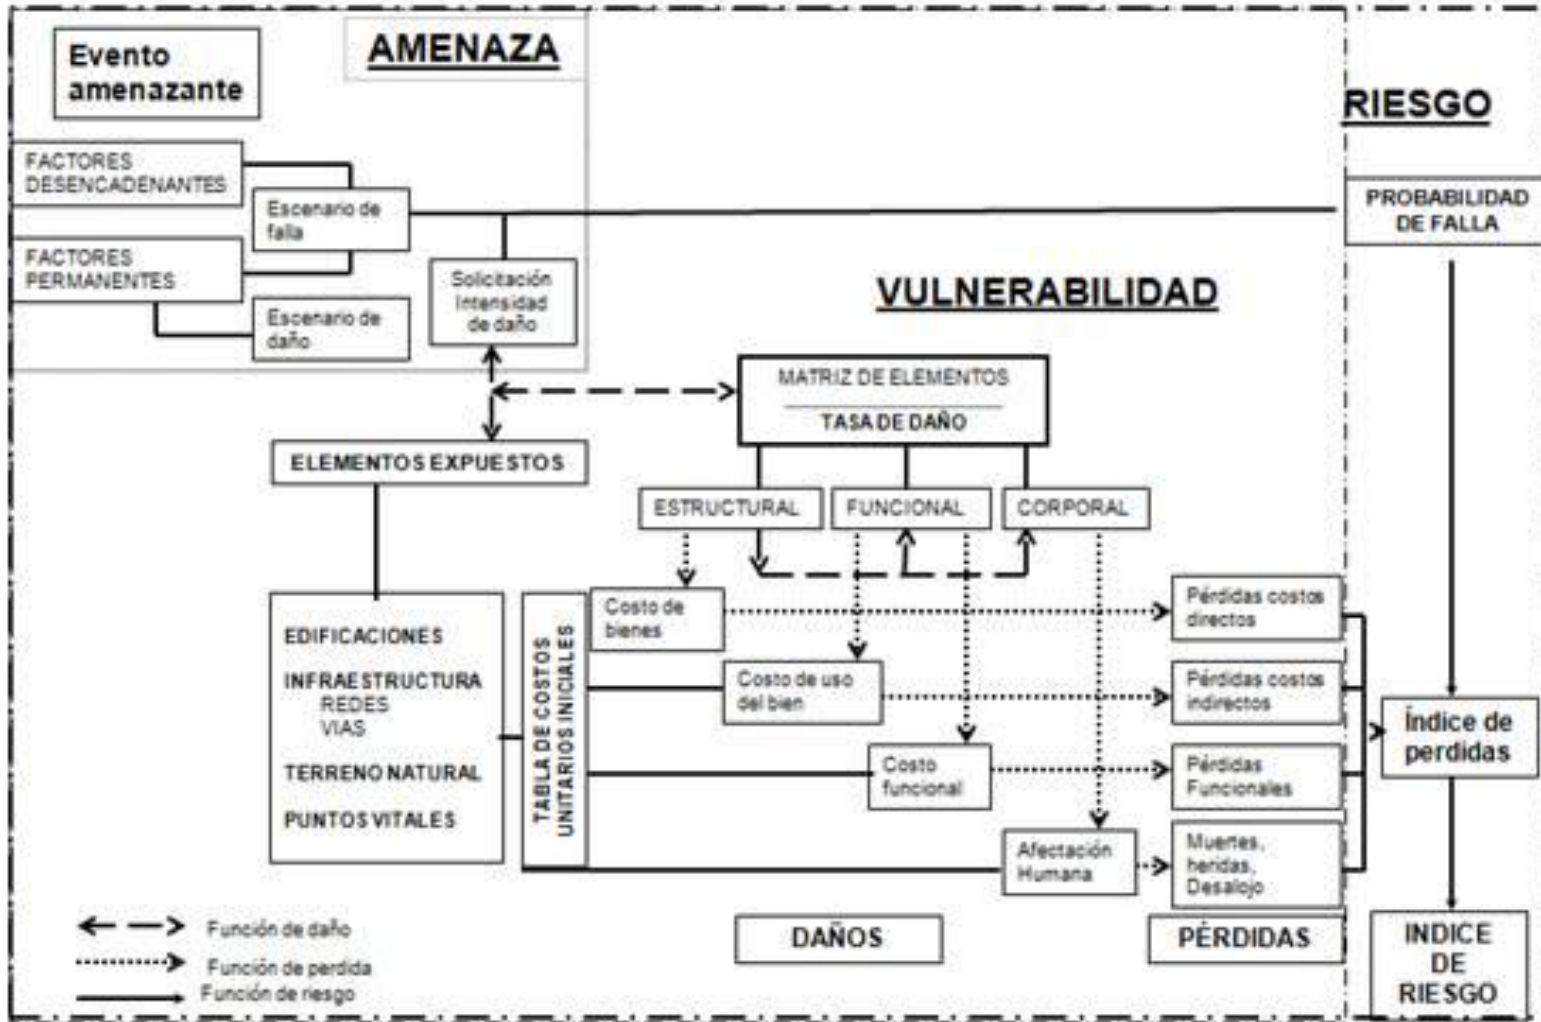 Evento
amenazante
AMENAZA
RIESGO
FACTORES
DESENCADENANTES
Escenario de
falla
FACTORES
PERMANENTES
Escenario de
daño
Solicitación
Intensidad
de daño
PROBABILIDAD
DE FALLA
VULNERABILIDAD
MATRIZ DE ELEMENTOS
TASA DE DAÑO
ELEMENTOS EXPUESTOS
ESTRUCTURAL
FUNCIONAL
CORPORAL
EDIFICACIONES
INFRAESTRUCTURA
REDES
VIAS
TERRENO NATURAL
PUNTOS VITALES
TABLA DE COSTOS
UNITARIOS INICIALES
Costo de
bienes
Costo de uso
del bien
Costo
funcional
Afectación
Humana
Pérdidas costos
directos
Pérdidas costos
indirectos
Pérdidas
Funcionales
Muertes,
heridas,
Desalojo
Índice de
perdidas
DAÑOS
PÉRDIDAS
INDICE
DE
RIESGO
Función de daño
Función de perdida
Función de riesgo